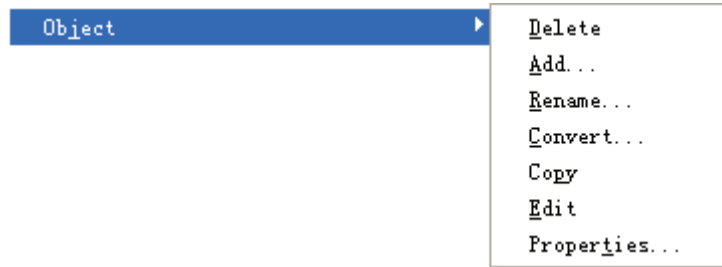 Object
Delete
Add...
Rename...
Convert...
Copy
Edit
Properties...